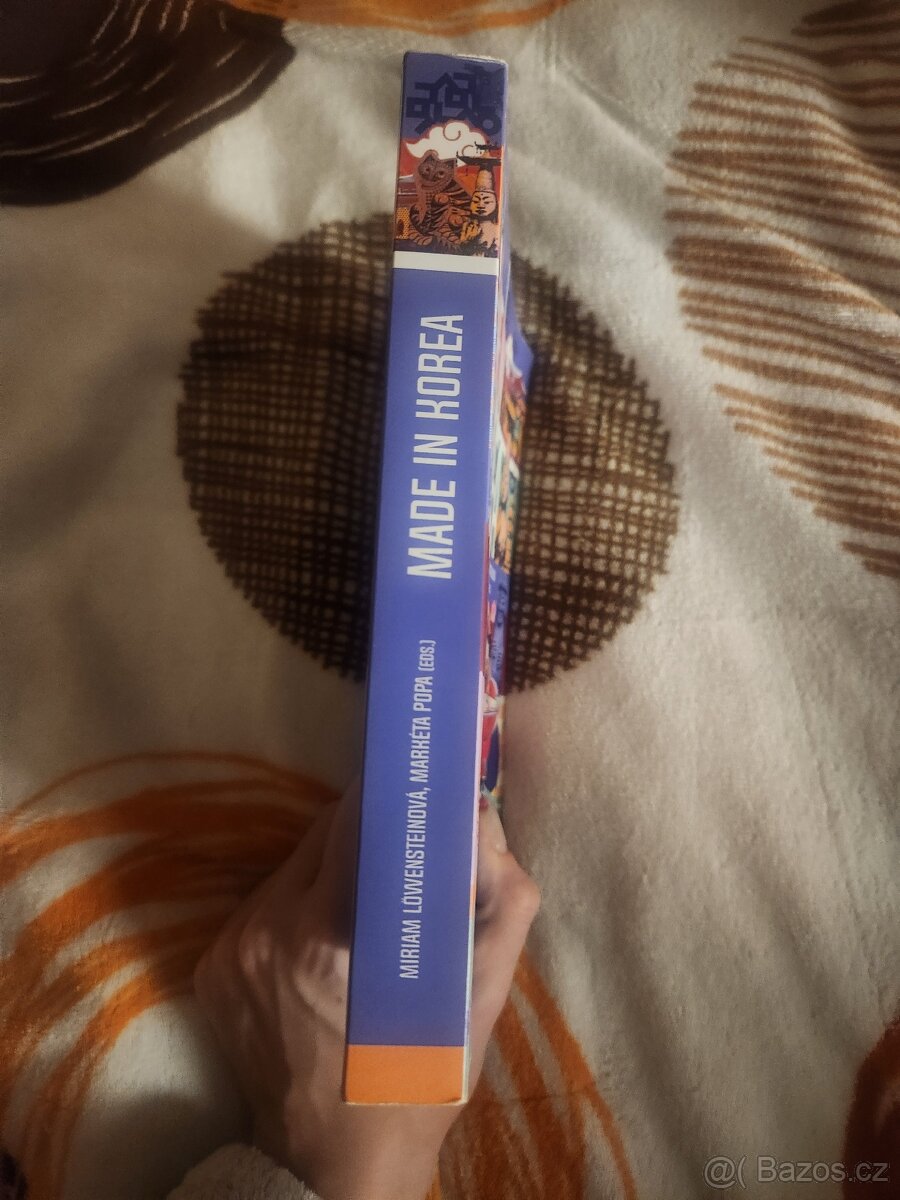 MADE IN KOREA
MIRIAM LÖWENSTEINOVÁ, MARKÉTA POPA (EDS.)
@( Bazos.cz